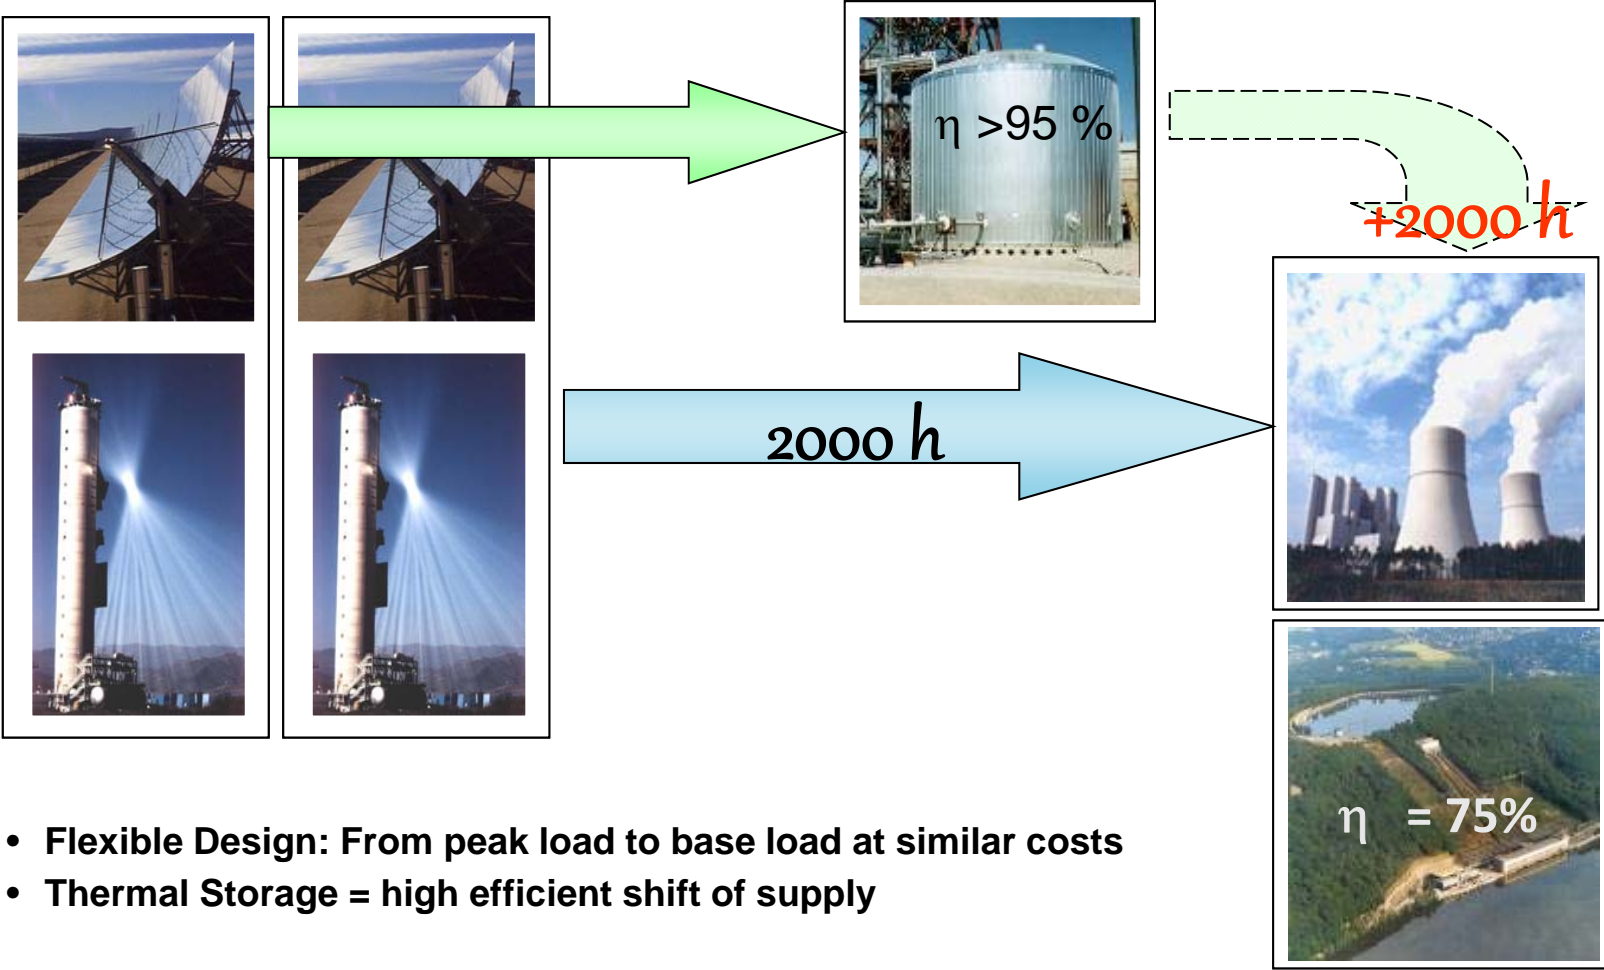 η >95 %
+2000 h
2000 h
η = 75%
• Flexible Design: From peak load to base load at similar costs
• Thermal Storage = high efficient shift of supply